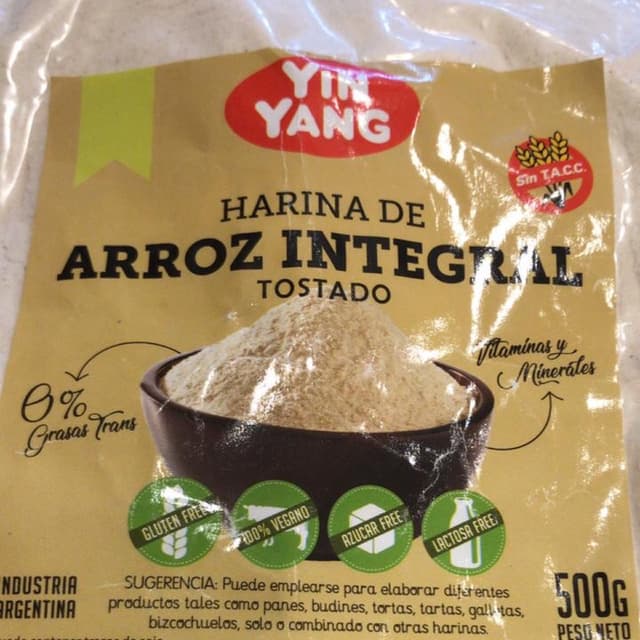 YIN
YANG
Sin T.A.C.C.
HARINA DE
ARROZ INTEGRAL
TOSTADO
Vitaminas y
Minerales
0%
Grasas Trans
GLUTEN FREE
100% VEGANO
AZUCAR FREE
LACTOSA FREE
INDUSTRIA
ARGENTINA
SUGERENCIA: Puede emplearse para elaborar diferentes
productos tales como panes, budines, tortas, tartas, galletas,
bizcochuelos, solo o combinado con otras harinas.
500G
PESO NETO